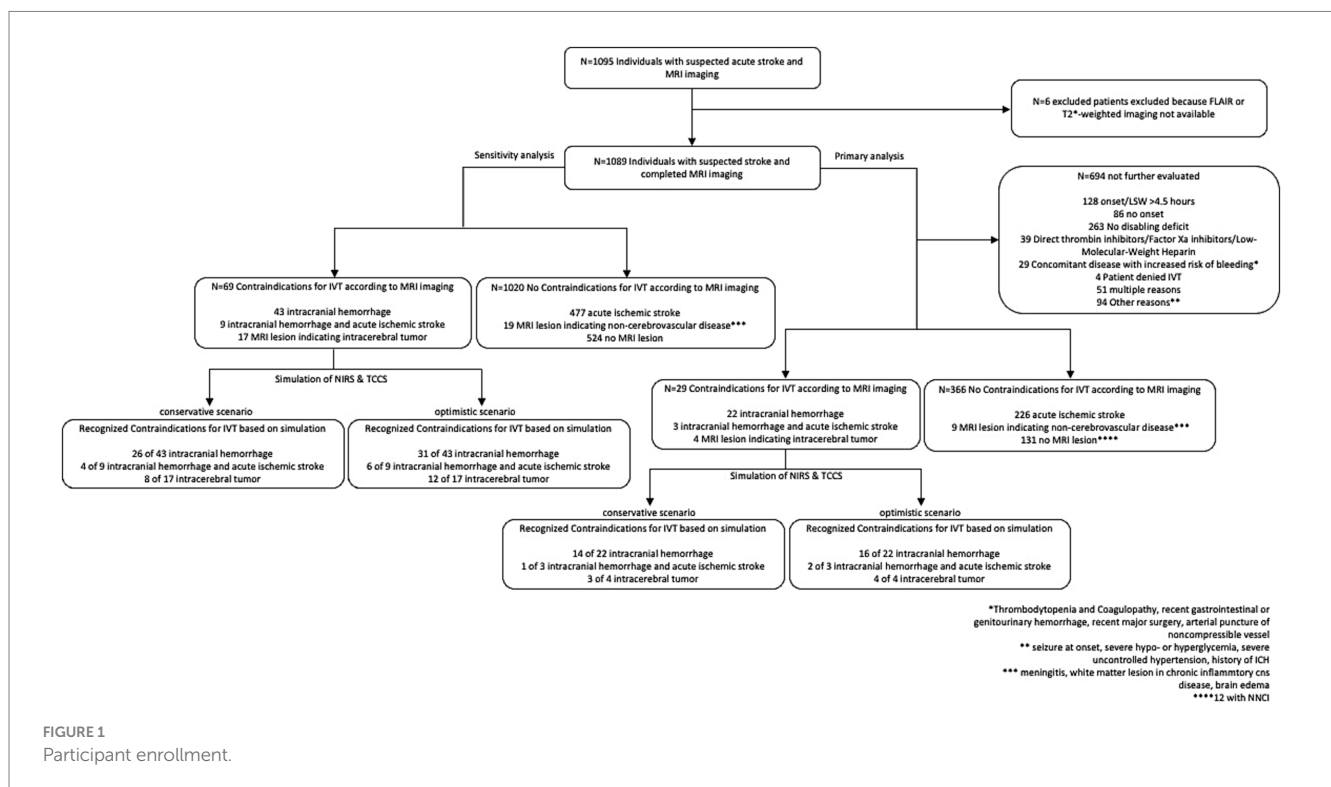 N=1095 Individuals with suspected acute stroke and
MRI imaging
N=6 excluded patients excluded because FLAIR or
T2*-weighted imaging not available
Sensitivity analysis
N=1089 Individuals with suspected stroke and
completed MRI imaging
Primary analysis
N=694 not further evaluated
128 onset/LSW >4.5 hours
86 no onset
263 No disabling deficit
39 Direct thrombin inhibitors/Factor Xa inhibitors/Low-
Molecular-Weight Heparin
29 Concomitant disease with increased risk of bleeding*
4 Patient denied IVT
51 multiple reasons
94 Other reasons**
N=69 Contraindications for IVT according to MRI imaging
43 intracranial hemorrhage
9 intracranial hemorrhage and acute ischemic stroke
17 MRI lesion indicating intracerebral tumor
N=1020 No Contraindications for IVT according to MRI imaging
477 acute ischemic stroke
19 MRI lesion indicating non-cerebrovascular disease***
524 no MRI lesion
Simulation of NIRS & TCCS
conservative scenario
optimistic scenario
Recognized Contraindications for IVT based on simulation
26 of 43 intracranial hemorrhage
4 of 9 intracranial hemorrhage and acute ischemic stroke
8 of 17 intracerebral tumor
Recognized Contraindications for IVT based on simulation
31 of 43 intracranial hemorrhage
6 of 9 intracranial hemorrhage and acute ischemic stroke
12 of 17 intracerebral tumor
N=29 Contraindications for IVT according to MRI imaging
22 intracranial hemorrhage
3 intracranial hemorrhage and acute ischemic stroke
4 MRI lesion indicating intracerebral tumor
N=366 No Contraindications for IVT according to MRI imaging
226 acute ischemic stroke
9 MRI lesion indicating non-cerebrovascular disease***
131 no MRI lesion****
Simulation of NIRS & TCCS
conservative scenario
optimistic scenario
Recognized Contraindications for IVT based on simulation
14 of 22 intracranial hemorrhage
1 of 3 intracranial hemorrhage and acute ischemic stroke
3 of 4 intracerebral tumor
Recognized Contraindications for IVT based on simulation
16 of 22 intracranial hemorrhage
2 of 3 intracranial hemorrhage and acute ischemic stroke
4 of 4 intracerebral tumor
*Thrombodytopenia and Coagulopathy, recent gastrointestinal or
genitourinary hemorrhage, recent major surgery, arterial puncture of
noncompressible vessel
** seizure at onset, severe hypo- or hyperglycemia, severe
uncontrolled hypertension, history of ICH
*** meningitis, white matter lesion in chronic inflammtory cns
disease, brain edema
****12 with NNCI
FIGURE 1
Participant enrollment.